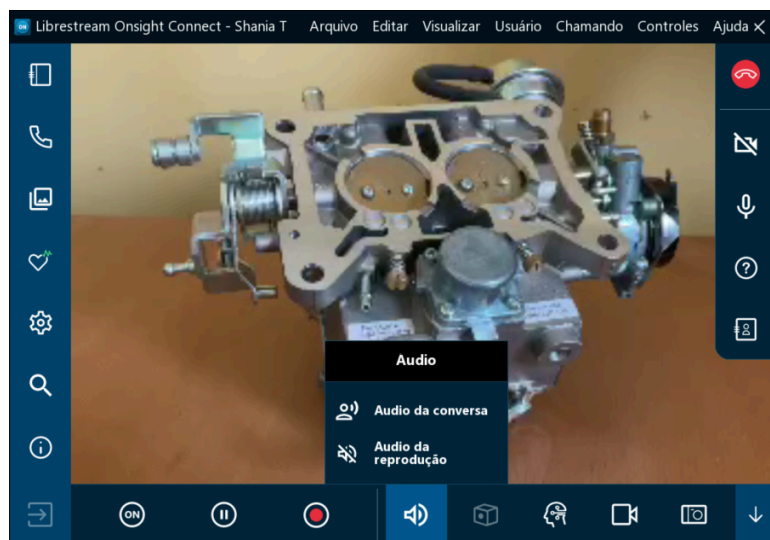 Librestream Onsight Connect - Shania T
Arquivo Editar Visualizar Usuário Chamando Controles Ajuda
Audio
Audio da conversa
Audio da
reprodução
ON